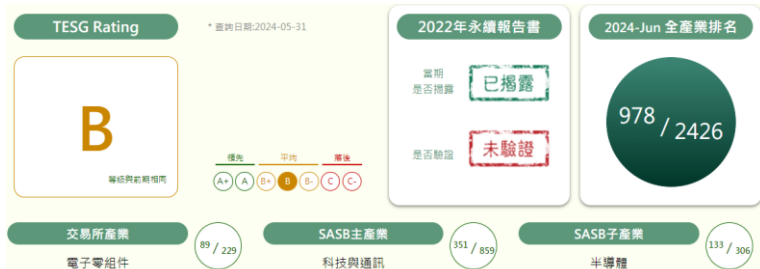 TESG Rating
* 查詢日期:2024-05-31
B
等級與前期相同
領先 平均 落後
A+ A B+ B B- C C-
2022年永續報告書
當期
是否揭露
已揭露
是否驗證
未驗證
2024-Jun 全產業排名
978 / 2426
交易所產業
89 / 229
電子零組件
SASB主產業
351 / 859
科技與通訊
SASB子產業
133 / 306
半導體